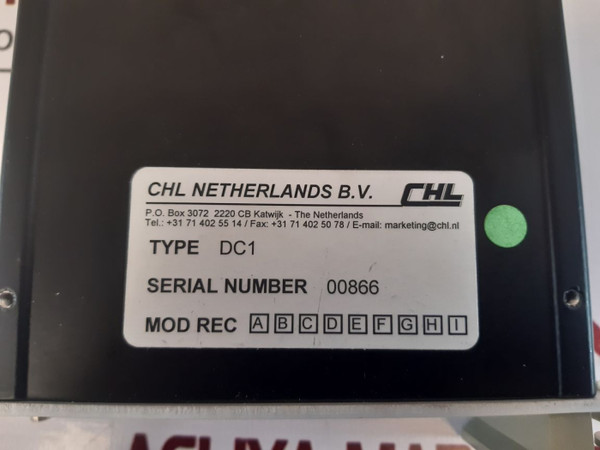 CHL NETHERLANDS B.V. CHL
P.O. Box 3072 2220 CB Katwijk - The Netherlands
Tel.: +31 71 402 55 14 / Fax: +31 71 402 50 78 / E-mail: marketing@chl.nl
TYPE DC1
SERIAL NUMBER 00866
MOD REC A B C D E F G H I